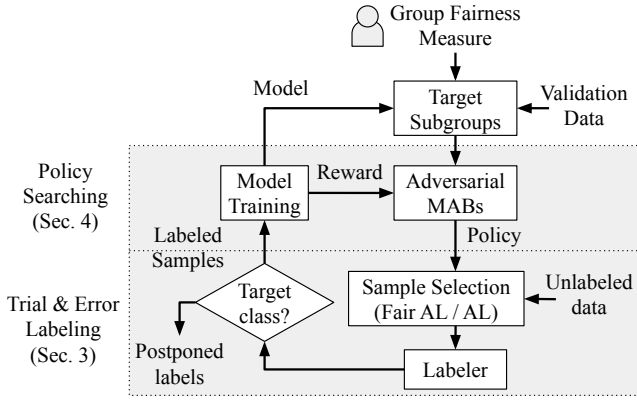 Group Fairness
Measure
Model
Target
Subgroups
Validation
Data
Policy
Searching
(Sec. 4)
Model
Training
Reward
Adversarial
MABs
Labeled
Samples
Policy
Trial & Error
Labeling
(Sec. 3)
Target
class?
Sample Selection
(Fair AL / AL)
Unlabeled
data
Postponed
labels
Labeler